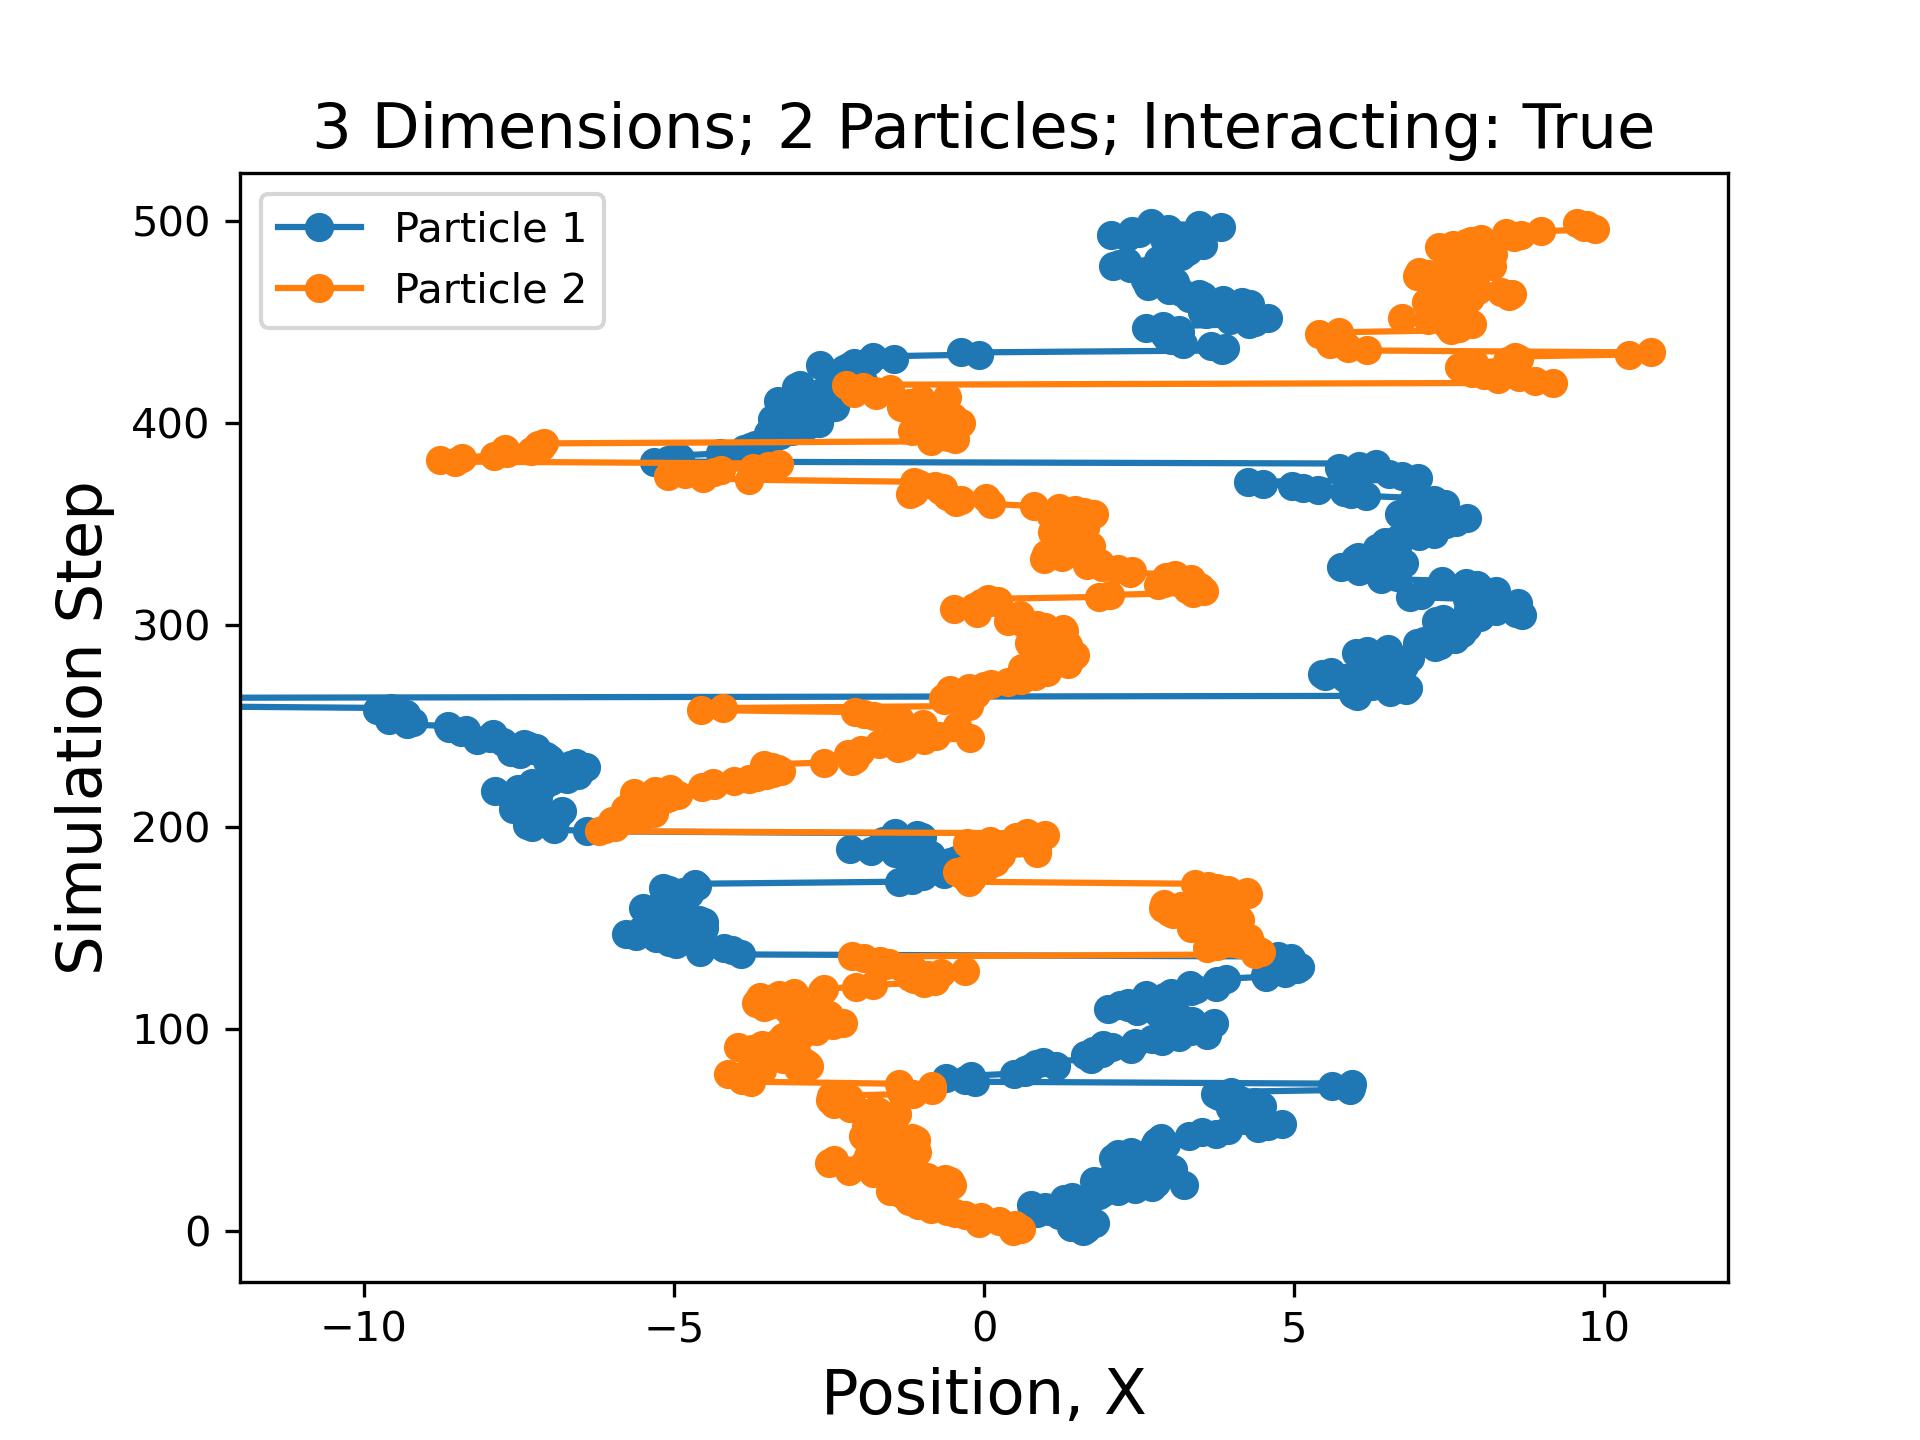 3 Dimensions; 2 Particles; Interacting: True
Particle 1
Particle 2
Simulation Step
500
400
300
200
100
0
−10
−5
0
5
10
Position, X